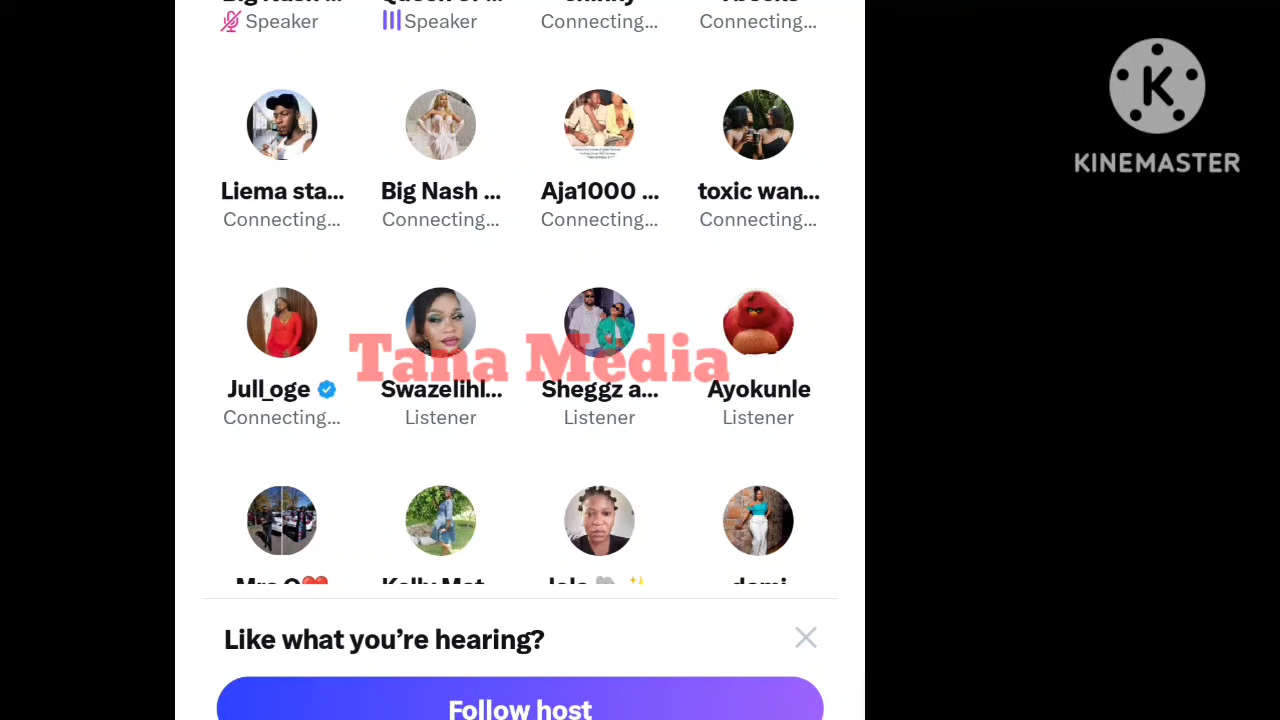 Speaker Speaker Connecting... Connecting...
KINEMASTER
Liema sta... Big Nash ... Aja1000 ... toxic wan...
Connecting... Connecting... Connecting... Connecting...
Tana Media
Jull_oge Swazelihl... Sheggz a... Ayokunle
Connecting... Listener Listener Listener
Like what you’re hearing?
Follow host